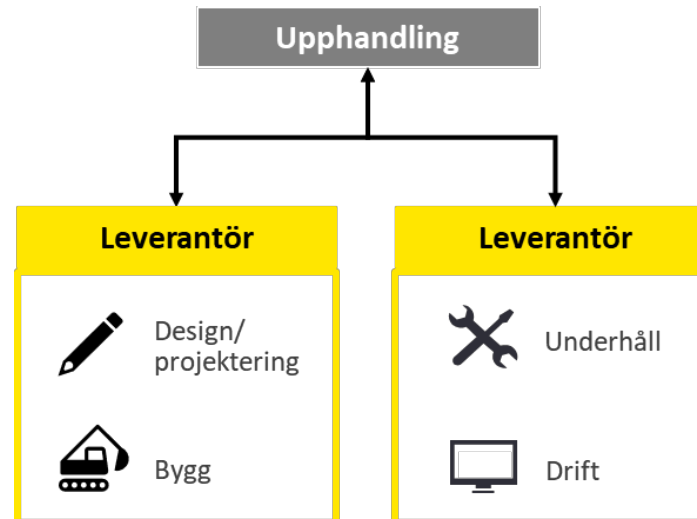 Upphandling
Leverantör
Design/
projektering
Bygg
Leverantör
Underhåll
Drift